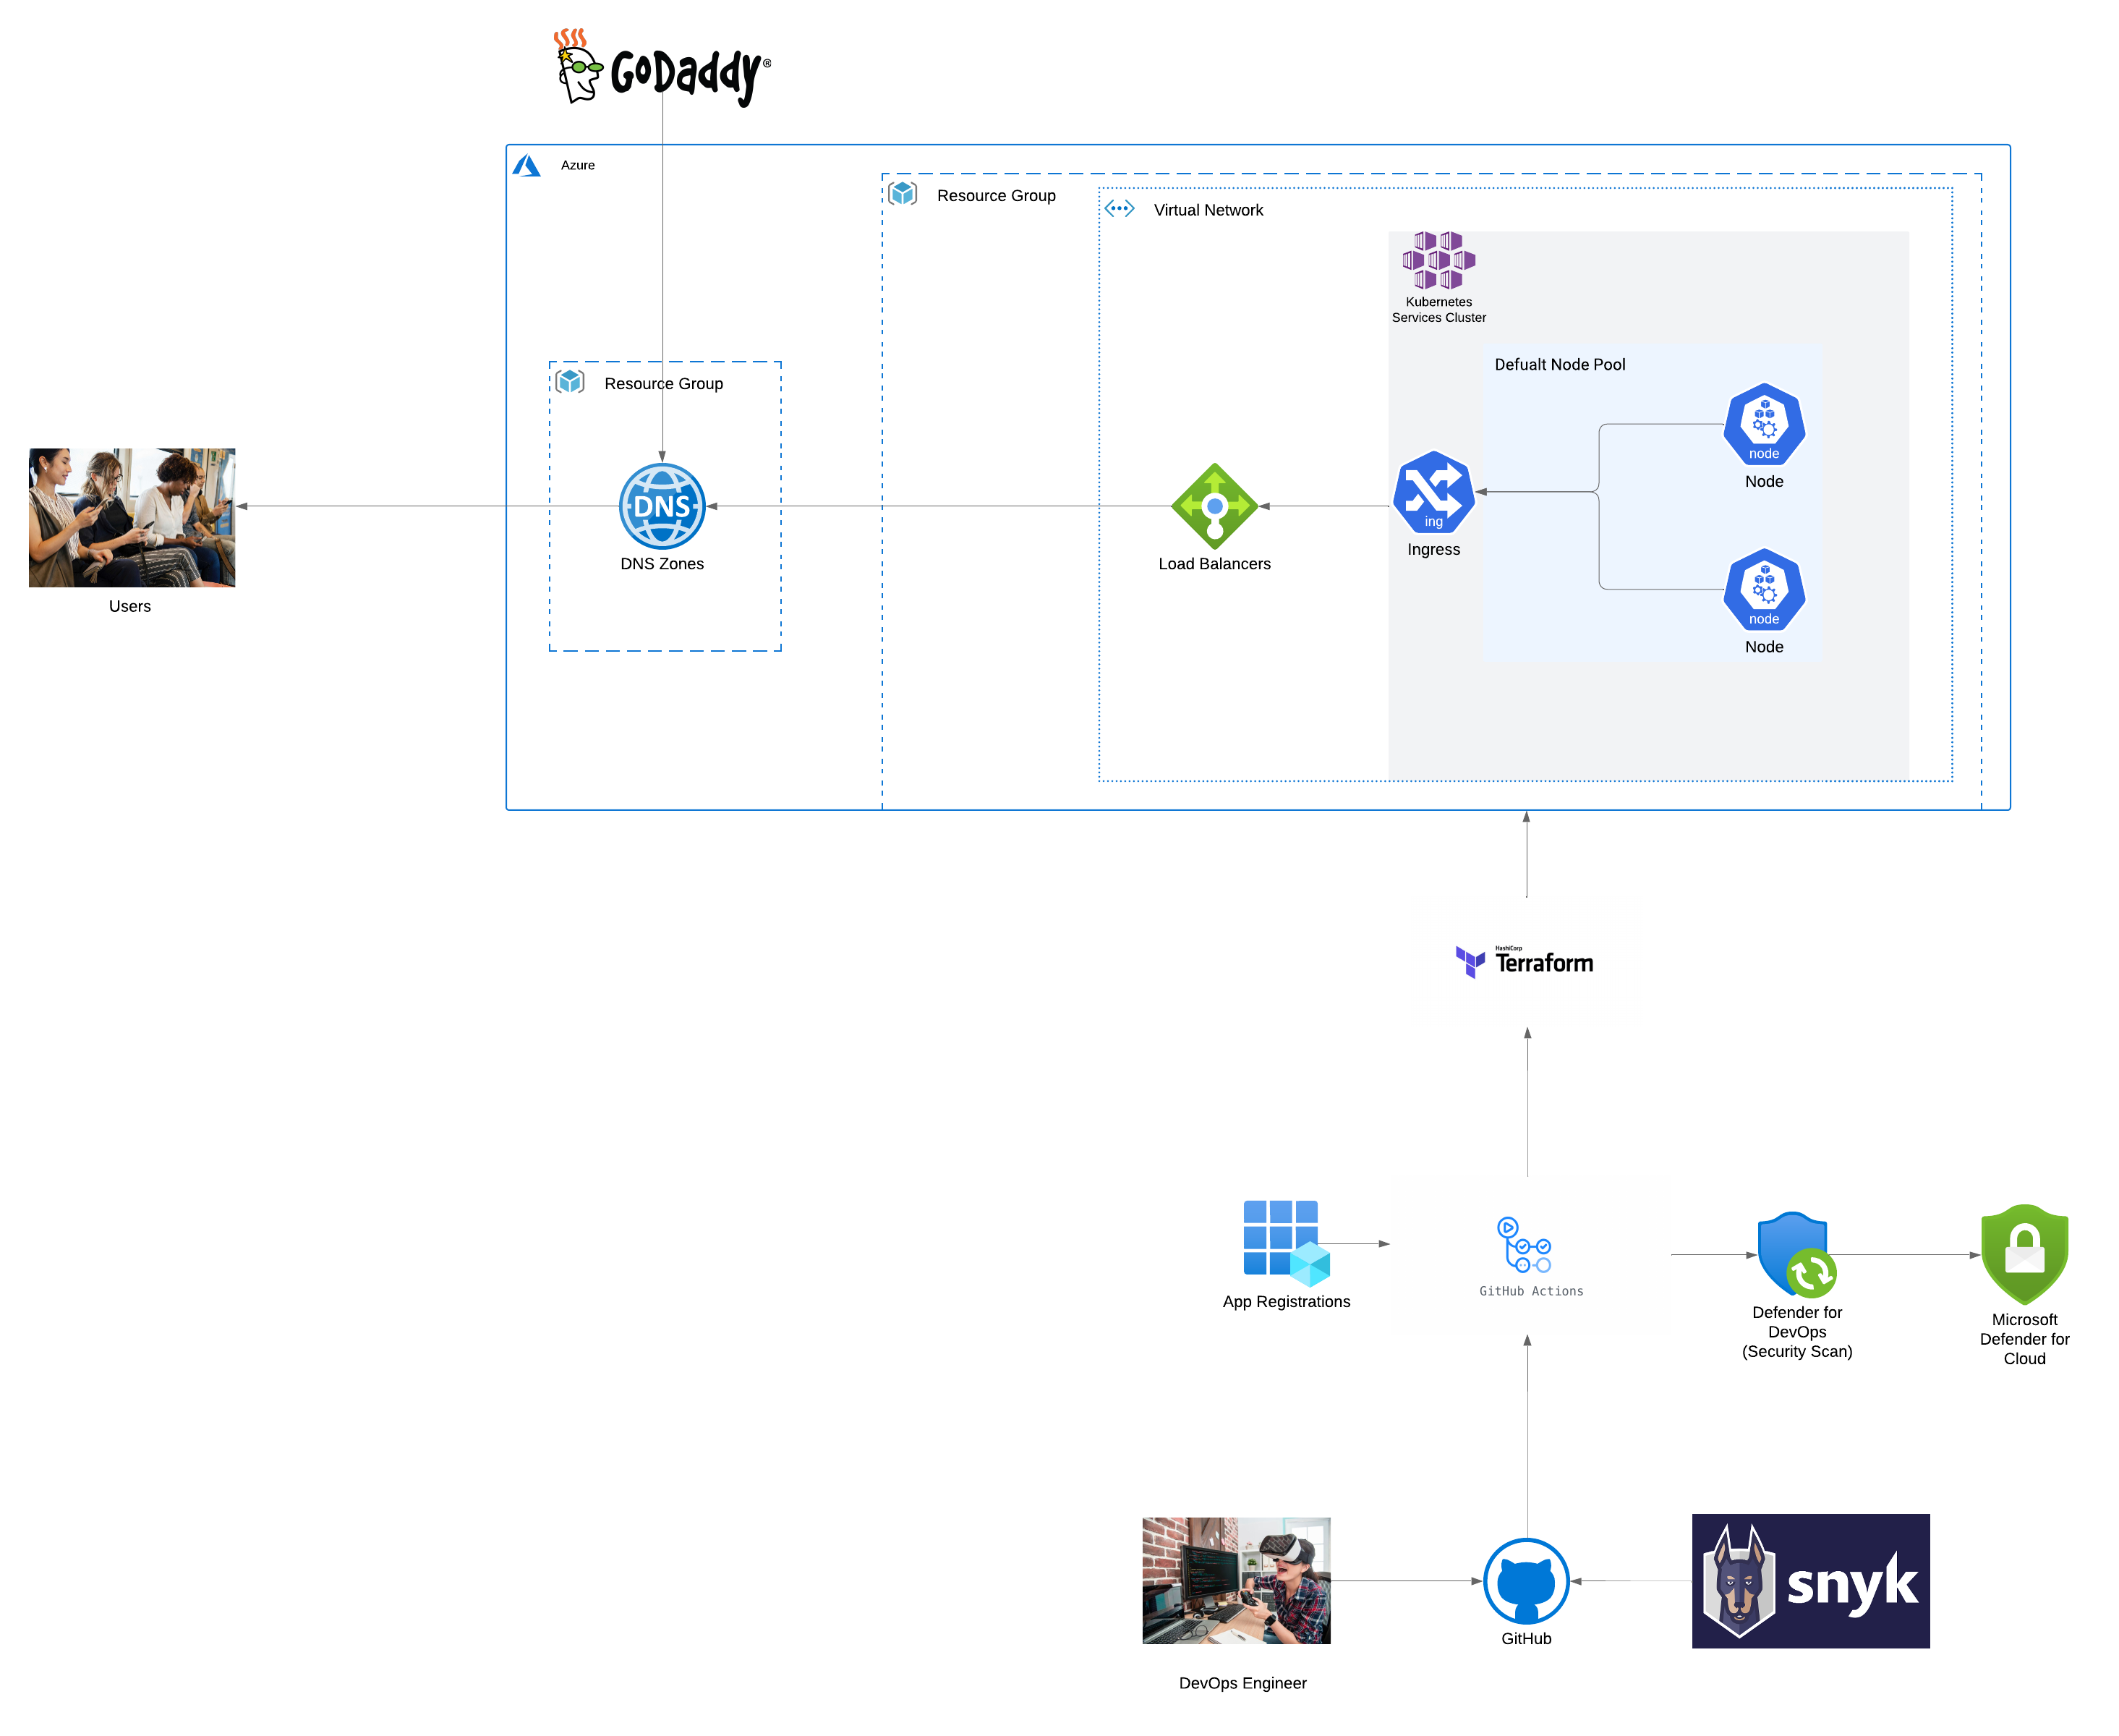 GoDaddy®
Azure
Resource Group
Virtual Network
Kubernetes
Services Cluster
Defualt Node Pool
node
Node
Resource Group
DNS
DNS Zones
Load Balancers
ing
Ingress
node
Node
Users
HashiCorp
Terraform
App Registrations
GitHub Actions
Defender for
DevOps
(Security Scan)
Microsoft
Defender for
Cloud
snyk
GitHub
DevOps Engineer